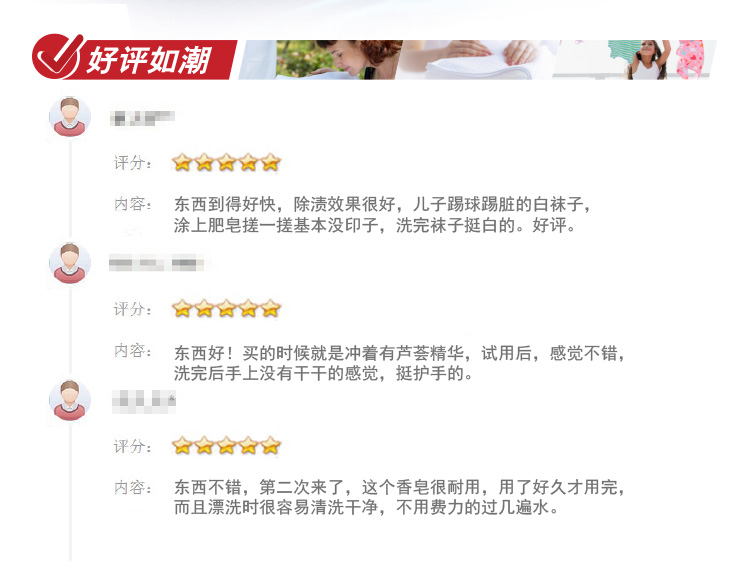 好评如潮
评分：
内容：
东西到得好快，除渍效果很好，儿子踢球踢脏的白袜子，
涂上肥皂搓一搓基本没印子，洗完袜子挺白的。好评。
评分：
内容：
东西好！买的时候就是冲着有芦荟精华，试用后，感觉不错，
洗完后手上没有干干的感觉，挺护手的。
评分：
内容：
东西不错，第二次来了，这个香皂很耐用，用了好久才用完，
而且漂洗时很容易清洗干净，不用费力的过几遍水。